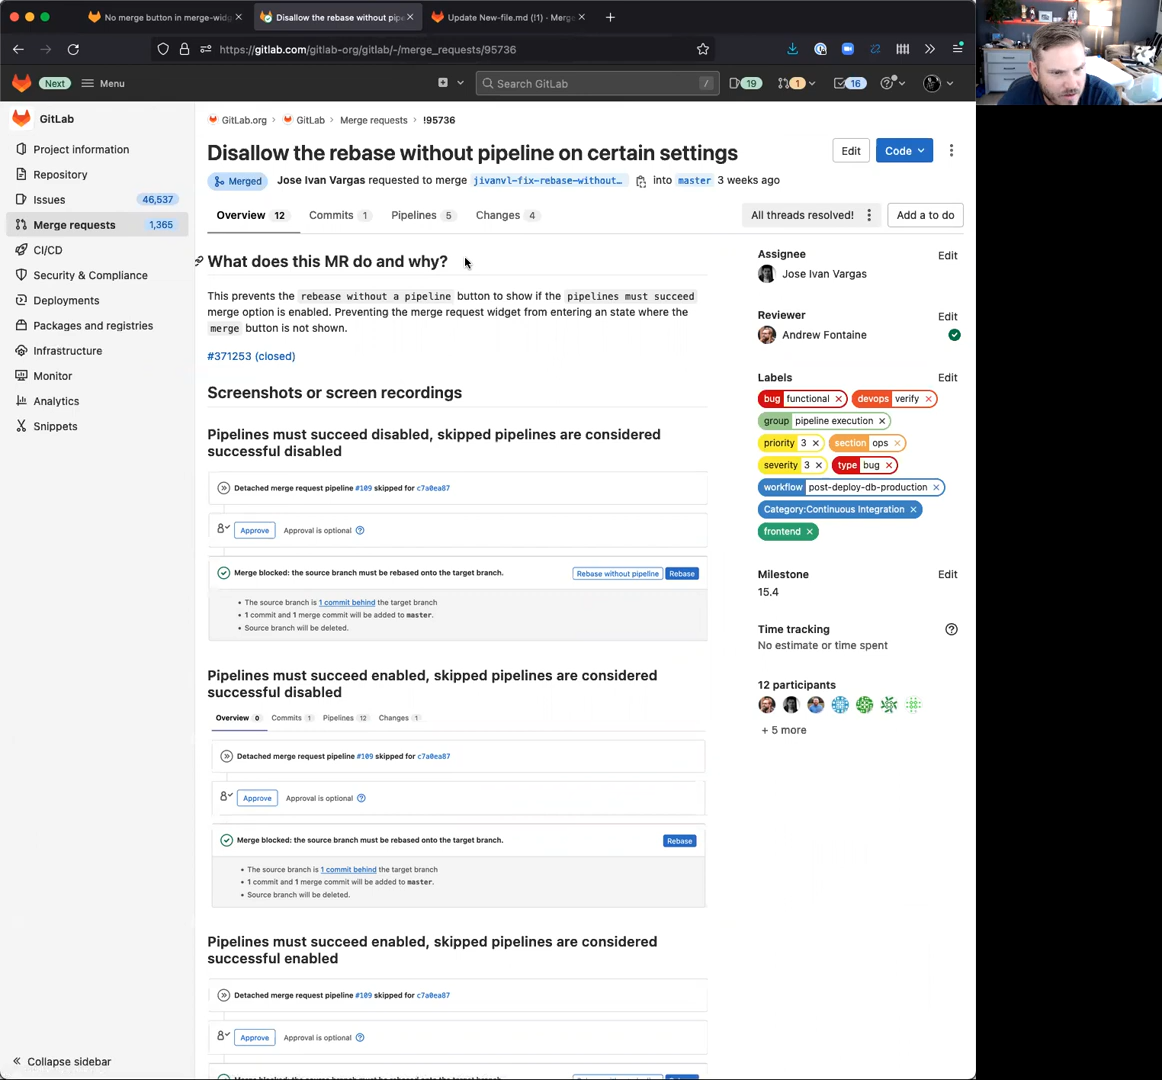 No merge button in merge-widg
Disallow the rebase without pipe
Update New-file.md (!1) · Merge
https://gitlab.com/gitlab-org/gitlab/-/merge_requests/95736
Next
Menu
Search GitLab
/
19
1
16
GitLab
Project information
Repository
Issues
46,537
Merge requests
1,365
CI/CD
Security & Compliance
Deployments
Packages and registries
Infrastructure
Monitor
Analytics
Snippets
Collapse sidebar
GitLab.org > GitLab > Merge requests > !95736
Disallow the rebase without pipeline on certain settings
Edit
Code
Merged Jose Ivan Vargas requested to merge jivanvl-fix-rebase-without… into master 3 weeks ago
Overview 12 Commits 1 Pipelines 5 Changes 4
All threads resolved!
Add a to do
What does this MR do and why?
This prevents the rebease without a pipeline button to show if the pipelines must succeed
merge option is enabled. Preventing the merge request widget from entering an state where the
merge button is not shown.
#371253 (closed)
Screenshots or screen recordings
Pipelines must succeed disabled, skipped pipelines are considered
successful disabled
Detached merge request pipeline #109 skipped for c7a0ea87
Approve Approval is optional ?
Merge blocked: the source branch must be rebased onto the target branch.
Rebase without pipeline
Rebase
• The source branch is 1 commit behind the target branch
• 1 commit and 1 merge commit will be added to master.
• Source branch will be deleted.
Pipelines must succeed enabled, skipped pipelines are considered
successful disabled
Overview 0 Commits 1 Pipelines 12 Changes 1
Detached merge request pipeline #109 skipped for c7a0ea87
Approve Approval is optional ?
Merge blocked: the source branch must be rebased onto the target branch.
Rebase
• The source branch is 1 commit behind the target branch
• 1 commit and 1 merge commit will be added to master.
• Source branch will be deleted.
Pipelines must succeed enabled, skipped pipelines are considered
successful enabled
Detached merge request pipeline #109 skipped for c7a0ea87
Approve Approval is optional ?
Assignee
Edit
Jose Ivan Vargas
Reviewer
Edit
Andrew Fontaine
Labels
Edit
bug functional ×
devops verify ×
group pipeline execution ×
priority 3 ×
section ops ×
severity 3 ×
type bug ×
workflow post-deploy-db-production ×
Category:Continuous Integration ×
frontend ×
Milestone
Edit
15.4
Time tracking
?
No estimate or time spent
12 participants
+ 5 more